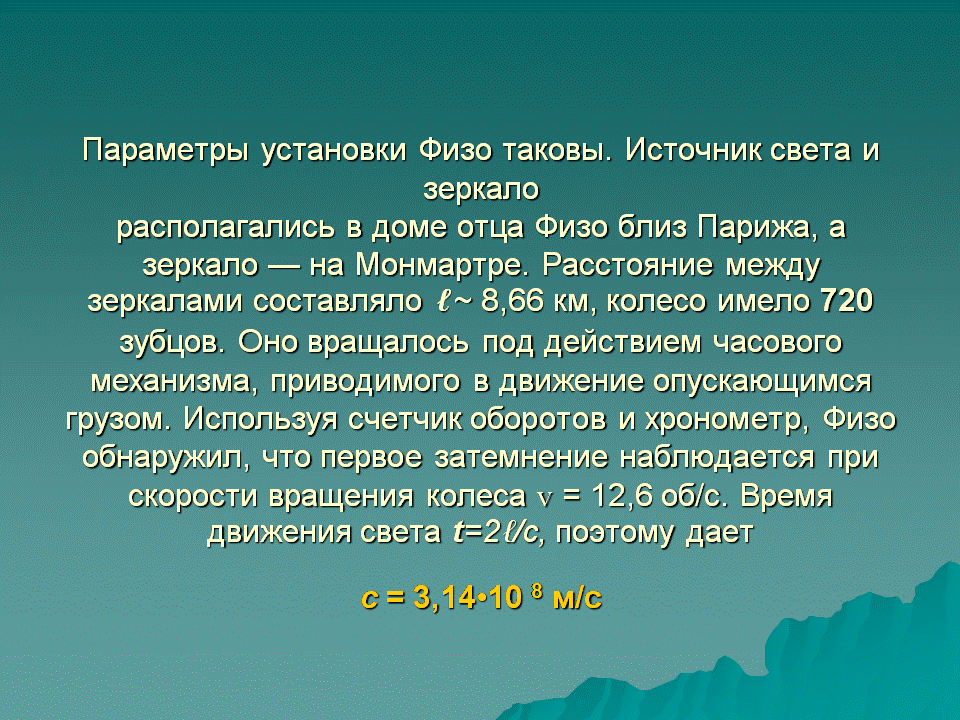 Параметры установки Физо таковы. Источник света и
зеркало
располагались в доме отца Физо близ Парижа, а
зеркало — на Монмартре. Расстояние между
зеркалами составляло ℓ ~ 8,66 км, колесо имело 720
зубцов. Оно вращалось под действием часового
механизма, приводимого в движение опускающимся
грузом. Используя счетчик оборотов и хронометр, Физо
обнаружил, что первое затемнение наблюдается при
скорости вращения колеса v = 12,6 об/с. Время
движения света t=2ℓ/c, поэтому дает
c = 3,14•10 ⁸ м/с